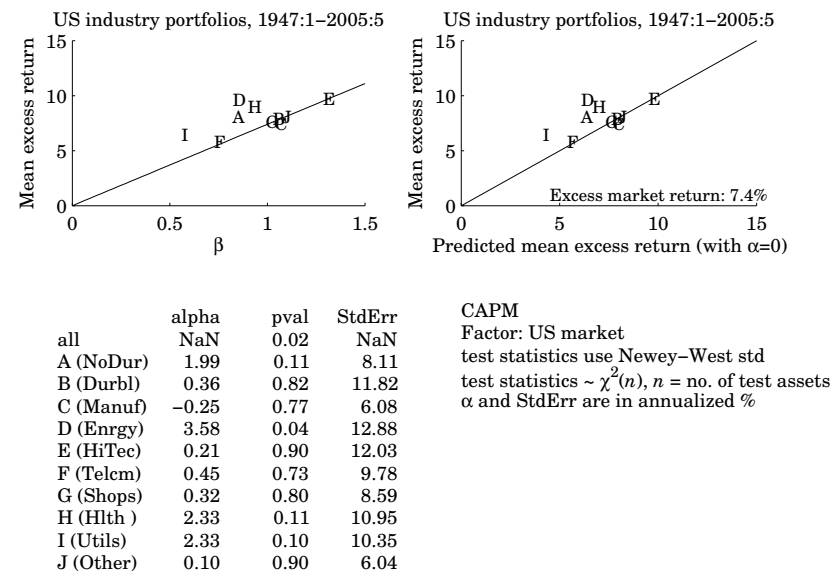 US industry portfolios, 1947:1−2005:5
15
10
5
0
Mean excess return
D
H
A
I
F
G
B
C
J
E
0
0.5
1
1.5
β
US industry portfolios, 1947:1−2005:5
15
10
5
0
Mean excess return
D
H
A
I
F
G
B
C
J
E
Excess market return: 7.4%
0
5
10
15
Predicted mean excess return (with α=0)
alpha pval StdErr
all NaN 0.02 NaN
A (NoDur) 1.99 0.11 8.11
B (Durbl) 0.36 0.82 11.82
C (Manuf) −0.25 0.77 6.08
D (Enrgy) 3.58 0.04 12.88
E (HiTec) 0.21 0.90 12.03
F (Telcm) 0.45 0.73 9.78
G (Shops) 0.32 0.80 8.59
H (Hlth ) 2.33 0.11 10.95
I (Utils) 2.33 0.10 10.35
J (Other) 0.10 0.90 6.04
CAPM
Factor: US market
test statistics use Newey−West std
test statistics ~ χ²(n), n = no. of test assets
α and StdErr are in annualized %